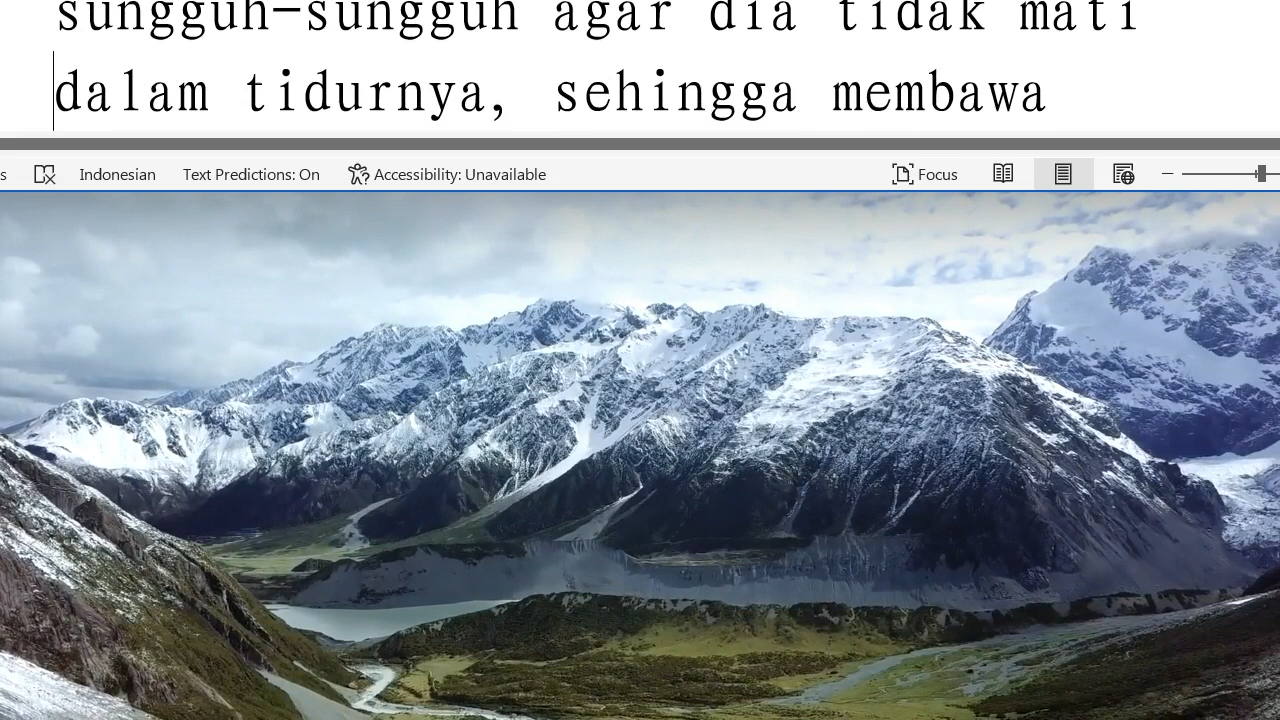 sungguh-sungguh agar dia tidak mati
dalam tidurnya, sehingga membawa
s Indonesian Text Predictions: On Accessibility: Unavailable Focus